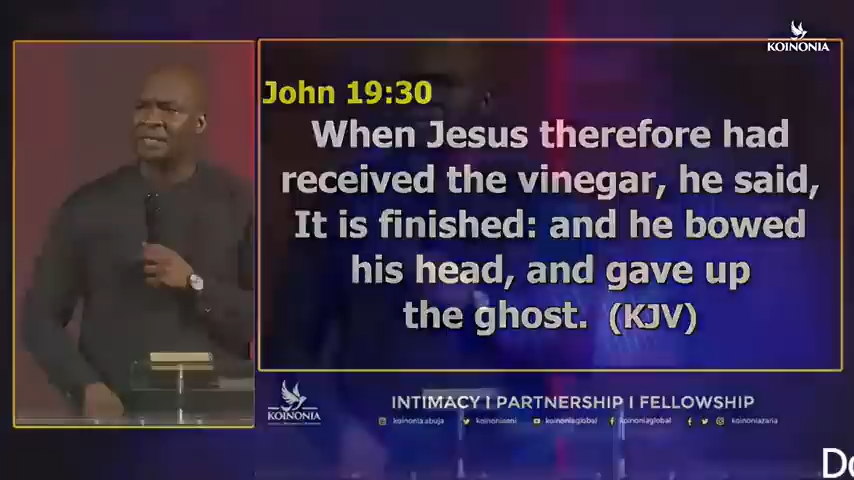 KOINONIA
John 19:30
When Jesus therefore had
received the vinegar, he said,
It is finished: and he bowed
his head, and gave up
the ghost. (KJV)
KOINONIA
INTIMACY I PARTNERSHIP I FELLOWSHIP
koinonia.abuja koinoniaeni koinoniaglobal koinoniaglobal koinoniazaria